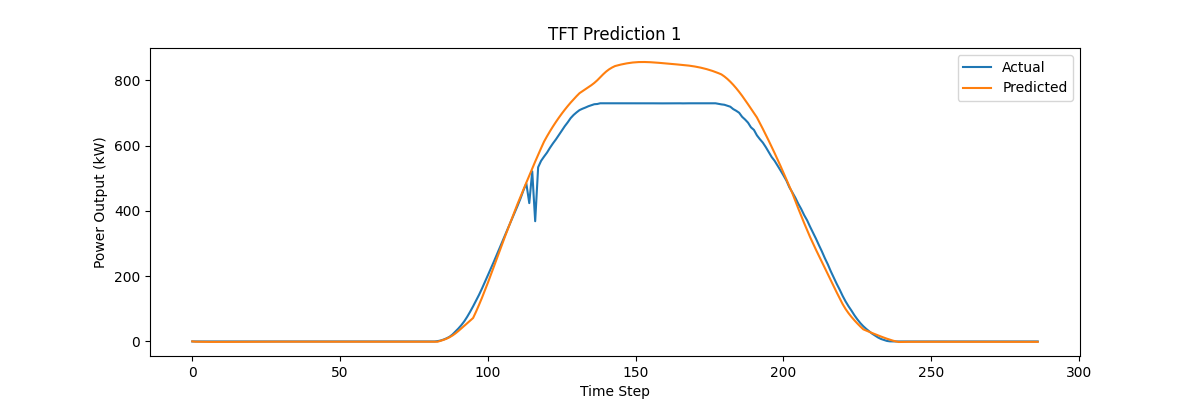 TFT Prediction 1
Actual
Predicted
800
600
400
200
0
Power Output (kW)
0 50 100 150 200 250 300
Time Step